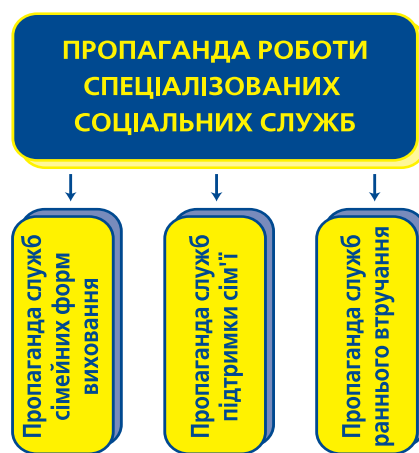 ПРОПАГАНДА РОБОТИ
СПЕЦІАЛІЗОВАНИХ
СОЦІАЛЬНИХ СЛУЖБ
Пропаганда служб
сімейних форм
виховання
Пропаганда служб
підтримки сім'ї
Пропаганда служб
раннього втручання